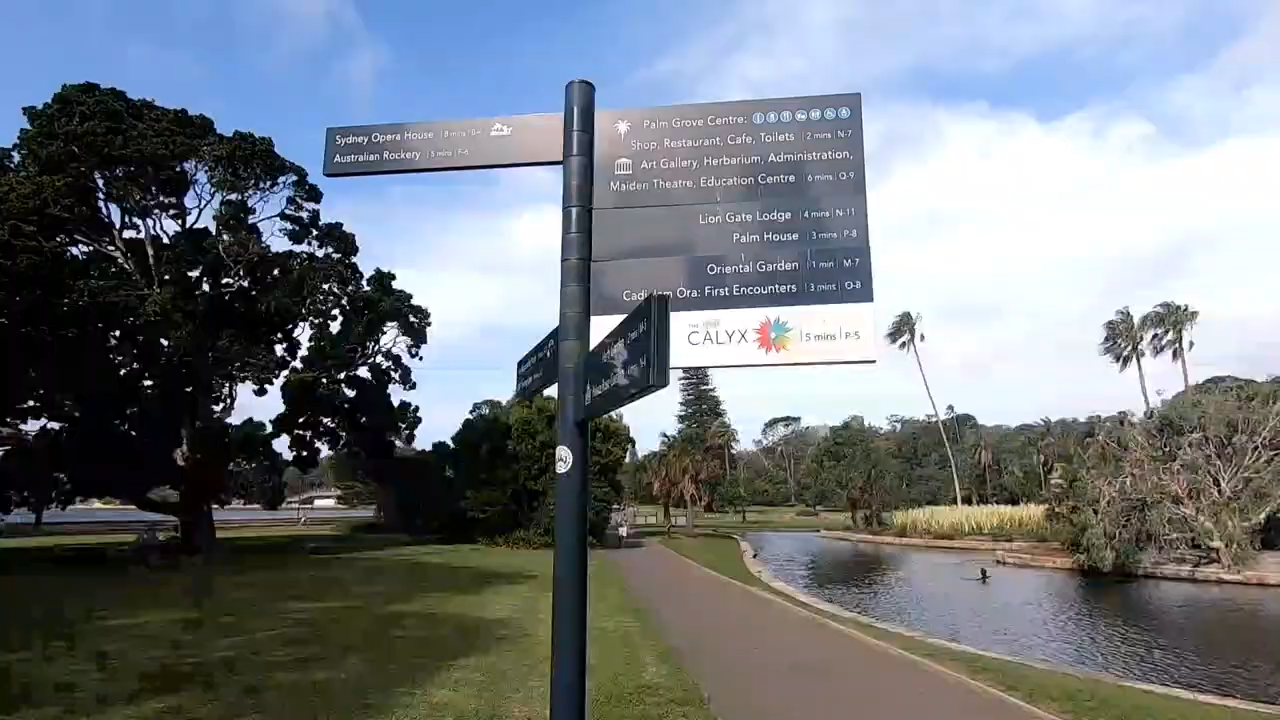 Sydney Opera House | 8 mins
Australian Rockery | 5 mins | F-6
Palm Grove Centre:
Shop, Restaurant, Cafe, Toilets | 2 mins | N-7
Art Gallery, Herbarium, Administration,
Maiden Theatre, Education Centre | 6 mins | Q-9
Lion Gate Lodge | 4 mins | N-11
Palm House | 3 mins | P-8
Oriental Garden | 1 min | M-7
Ora: First Encounters | 3 mins | O-8
THE
CALYX | 5 mins | P-5